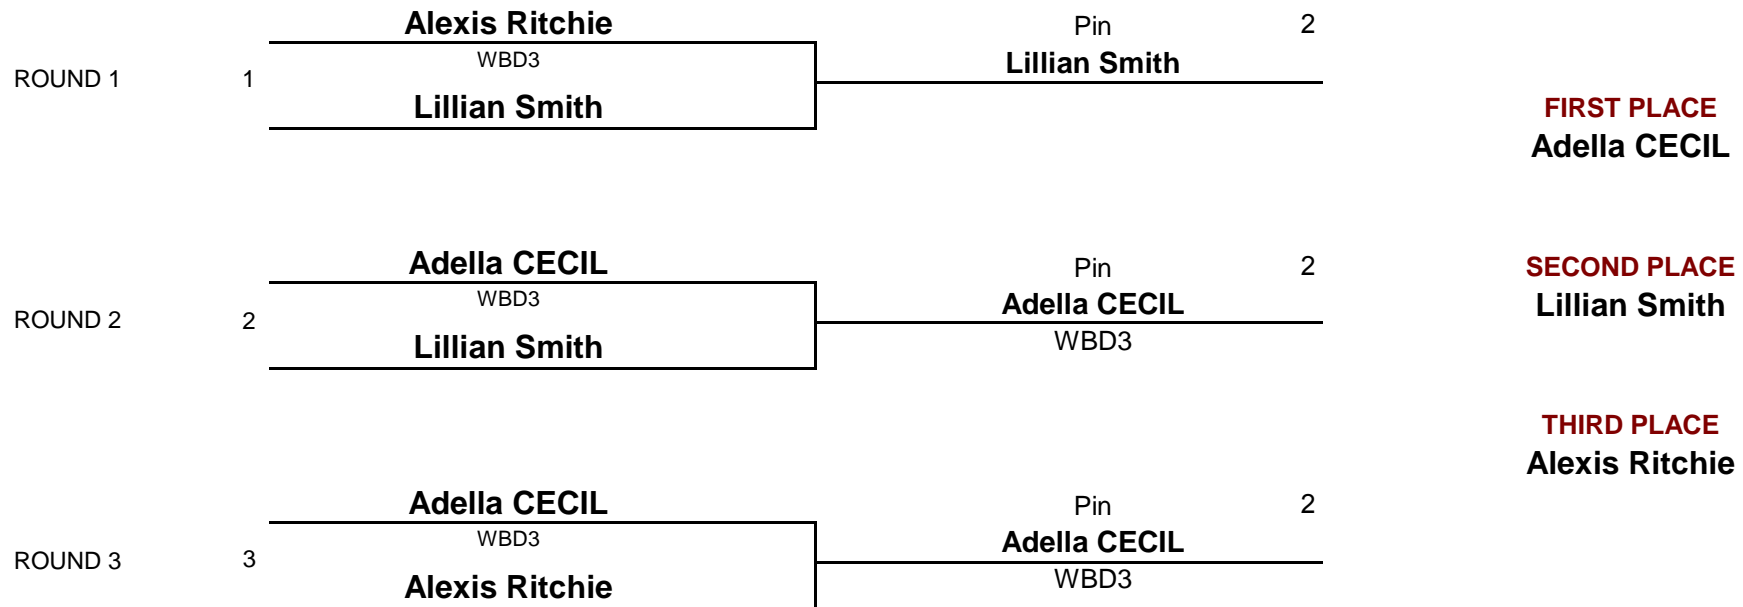 Alexis Ritchie
Pin 2
WBD3
Lillian Smith
ROUND 1 1
Lillian Smith
FIRST PLACE
Adella CECIL
Adella CECIL
Pin 2
SECOND PLACE
WBD3
Adella CECIL
Lillian Smith
ROUND 2 2
Lillian Smith
WBD3
THIRD PLACE
Alexis Ritchie
Adella CECIL
Pin 2
WBD3
Adella CECIL
ROUND 3 3
Alexis Ritchie
WBD3